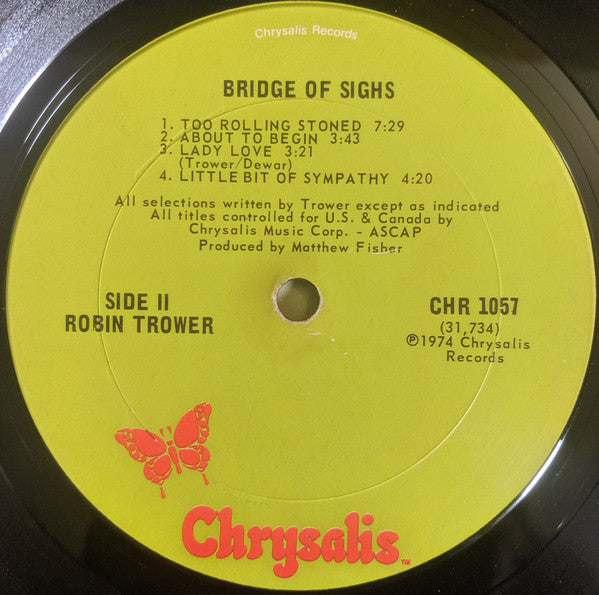 Chrysalis Records
BRIDGE OF SIGHS
1. TOO ROLLING STONED 7:29
2. ABOUT TO BEGIN 3:43
3. LADY LOVE 3:21
(Trower/Dewar)
4. LITTLE BIT OF SYMPATHY 4:20
All selections written by Trower except as indicated
All titles controlled for U.S. & Canada by
Chrysalis Music Corp. - ASCAP
Produced by Matthew Fisher
SIDE II
ROBIN TROWER
CHR 1057
(31,734)
℗1974 Chrysalis
Records
Chrysalis™